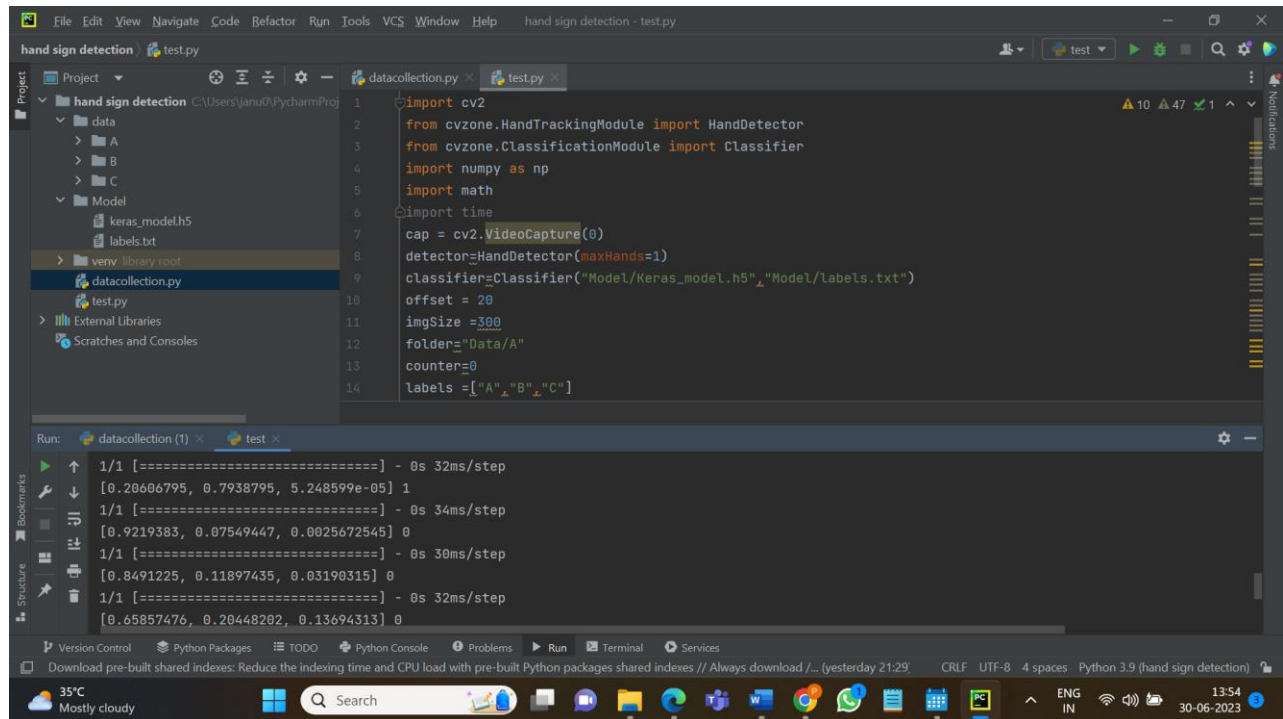 File Edit View Navigate Code Refactor Run Tools VCS Window Help hand sign detection - test.py
hand sign detection test.py
test
Project
datacollection.py
test.py
hand sign detection C:\Users\janu0\PycharmProj
data
A
B
C
Model
keras_model.h5
labels.txt
venv library root
datacollection.py
test.py
External Libraries
Scratches and Consoles
Project
Notifications
10 47 1
1 import cv2
2 from cvzone.HandTrackingModule import HandDetector
3 from cvzone.ClassificationModule import Classifier
4 import numpy as np
5 import math
6 import time
7 cap = cv2.VideoCapture(0)
8 detector=HandDetector(maxHands=1)
9 classifier=Classifier("Model/Keras_model.h5","Model/labels.txt")
10 offset = 20
11 imgSize =300
12 folder="Data/A"
13 counter=0
14 labels =["A","B","C"]
Run: datacollection (1) test
1/1 [==============================] - 0s 32ms/step
[0.20606795, 0.7938795, 5.248599e-05] 1
1/1 [==============================] - 0s 34ms/step
[0.9219383, 0.07549447, 0.0025672545] 0
1/1 [==============================] - 0s 30ms/step
[0.8491225, 0.11897435, 0.03190315] 0
1/1 [==============================] - 0s 32ms/step
[0.65857476, 0.20448202, 0.13694313] 0
Bookmarks
Structure
Version Control Python Packages TODO Python Console Problems Run Terminal Services
Download pre-built shared indexes: Reduce the indexing time and CPU load with pre-built Python packages shared indexes // Always download /... (yesterday 21:29) CRLF UTF-8 4 spaces Python 3.9 (hand sign detection)
35°C
Mostly cloudy
Search
ENG
IN
13:54
30-06-2023
3